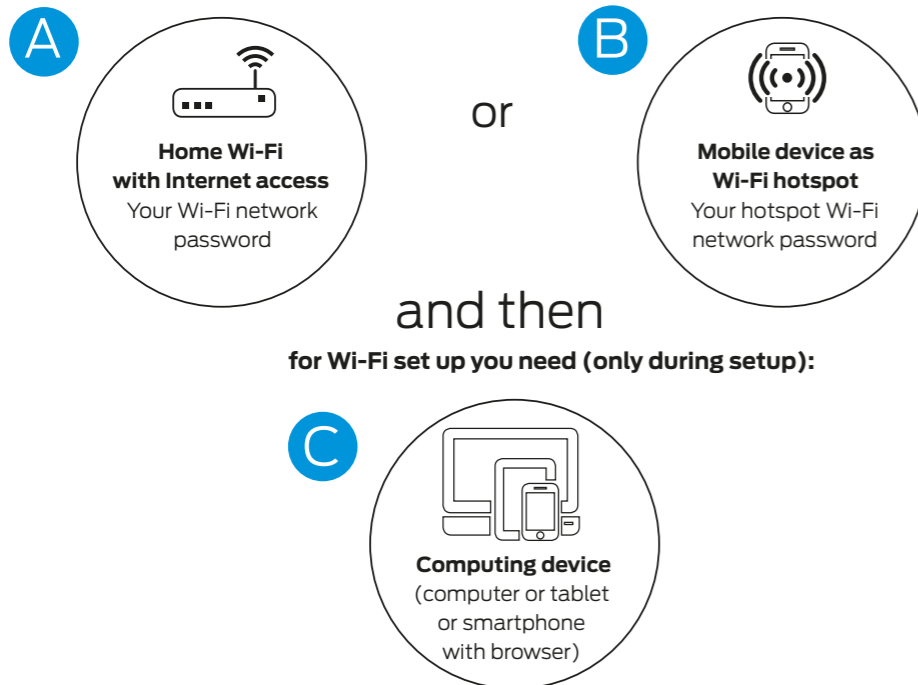 A
Home Wi-Fi
with Internet access
Your Wi-Fi network
password
or
B
Mobile device as
Wi-Fi hotspot
Your hotspot Wi-Fi
network password
and then
for Wi-Fi set up you need (only during setup):
C
Computing device
(computer or tablet
or smartphone
with browser)